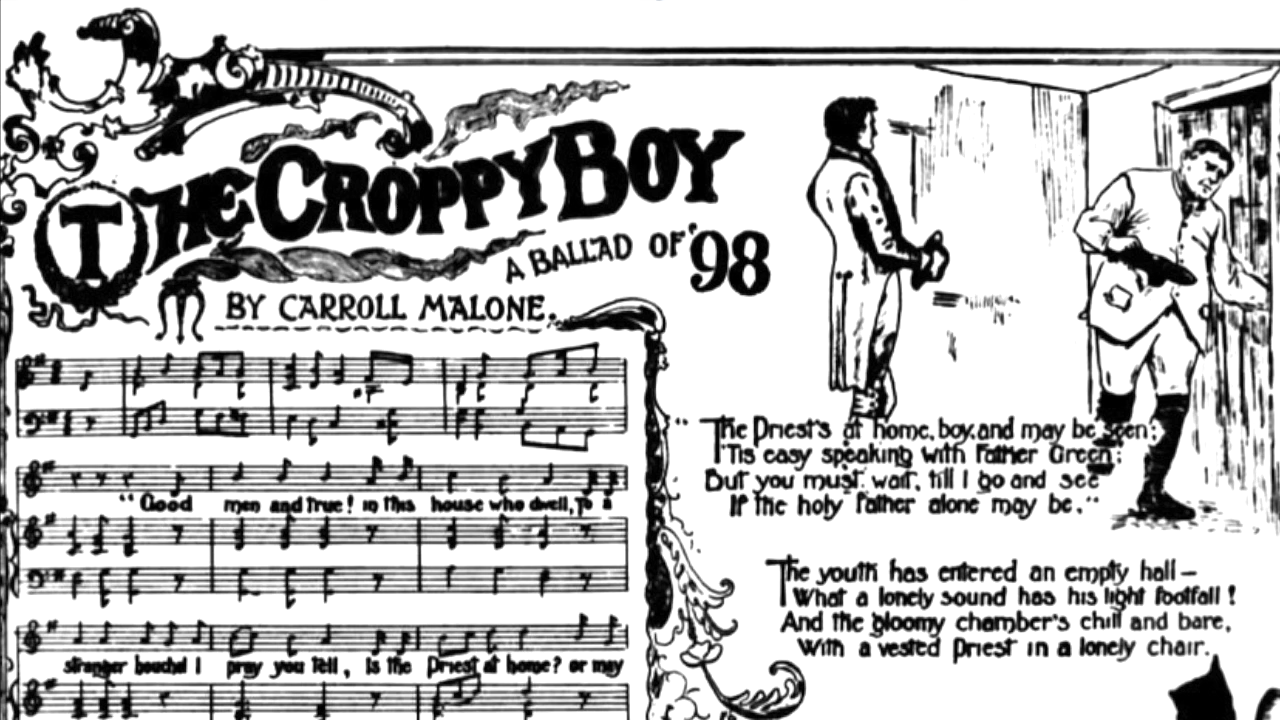 THE CROPPY BOY
A BALLAD OF '98
BY CARROLL MALONE.
"Good men and true! in this house who dwell, To a
stranger bouchal I pray you tell, Is the Priest at home? or may
"The Priest's at home, boy, and may be seen;
'Tis easy speaking with Father Green;
But you must wait, till I go and see
If the holy Father alone may be."
The youth has entered an empty hall—
What a lonely sound has his light footfall!
And the gloomy chamber's chill and bare,
With a vested Priest in a lonely chair.